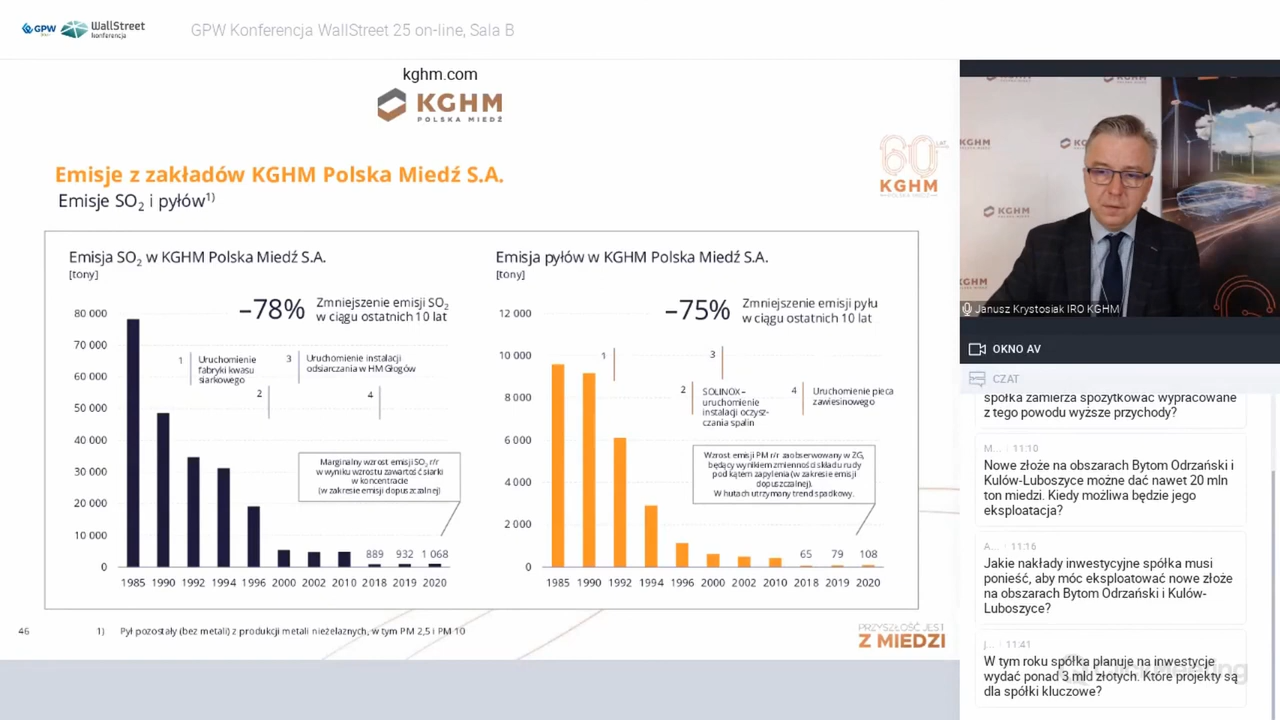 GPW
WallStreet
konferencja
GPW Konferencja WallStreet 25 on-line, Sala B
kghm.com
KGHM
POLSKA MIEDŹ
60
KGHM
POLSKA MIEDŹ
Emisje z zakładów KGHM Polska Miedź S.A.
Emisje SO2 i pyłów1)
Emisja SO2 w KGHM Polska Miedź S.A.
[tony]
–78%
Zmniejszenie emisji SO2
w ciągu ostatnich 10 lat
80 000
70 000
60 000
50 000
40 000
30 000
20 000
10 000
0
1
Uruchomienie
fabryki kwasu
siarkowego
2
3
Uruchomienie instalacji
odsiarczania w HM Głogów
4
Marginalny wzrost emisji SO2 r/r
w wyniku wzrostu zawartość siarki
w koncentracie
(w zakresie emisji dopuszczalnej)
889 932 1 068
1985 1990 1992 1994 1996 2000 2002 2010 2018 2019 2020
Emisja pyłów w KGHM Polska Miedź S.A.
[tony]
–75%
Zmniejszenie emisji pyłu
w ciągu ostatnich 10 lat
12 000
10 000
8 000
6 000
4 000
2 000
0
1
2
SOLINOX –
uruchomienie
instalacji oczysz-
czania spalin
3
4
Uruchomienie pieca
zawiesinowego
Wzrost emisji PM r/r zaobserwowany w ZG,
będący wynikiem zmienności składu rudy
pod kątem zapylenia (w zakresie emisji
dopuszczalnej).
W hutach utrzymany trend spadkowy.
65 79 108
1985 1990 1992 1994 1996 2000 2002 2010 2018 2019 2020
46
1) Pył pozostały (bez metali) z produkcji metali nieżelaznych, w tym PM 2,5 i PM 10
PRZYSZŁOŚĆ JEST
Z MIEDZI
KGHM
KGHM
KGHM
Janusz Krystosiak IRO KGHM
OKNO AV
CZAT
spółka zamierza spożytkować wypracowane
z tego powodu wyższe przychody?
M... 11:10
Nowe złoże na obszarach Bytom Odrzański i
Kulów-Luboszyce możne dać nawet 20 mln
ton miedzi. Kiedy możliwa będzie jego
eksploatacja?
A... 11:16
Jakie nakłady inwestycyjne spółka musi
ponieść, aby móc eksploatować nowe złoże
na obszarach Bytom Odrzański i Kulów-
Luboszyce?
J... 11:41
W tym roku spółka planuje na inwestycje
wydać ponad 3 mld złotych. Które projekty są
dla spółki kluczowe?